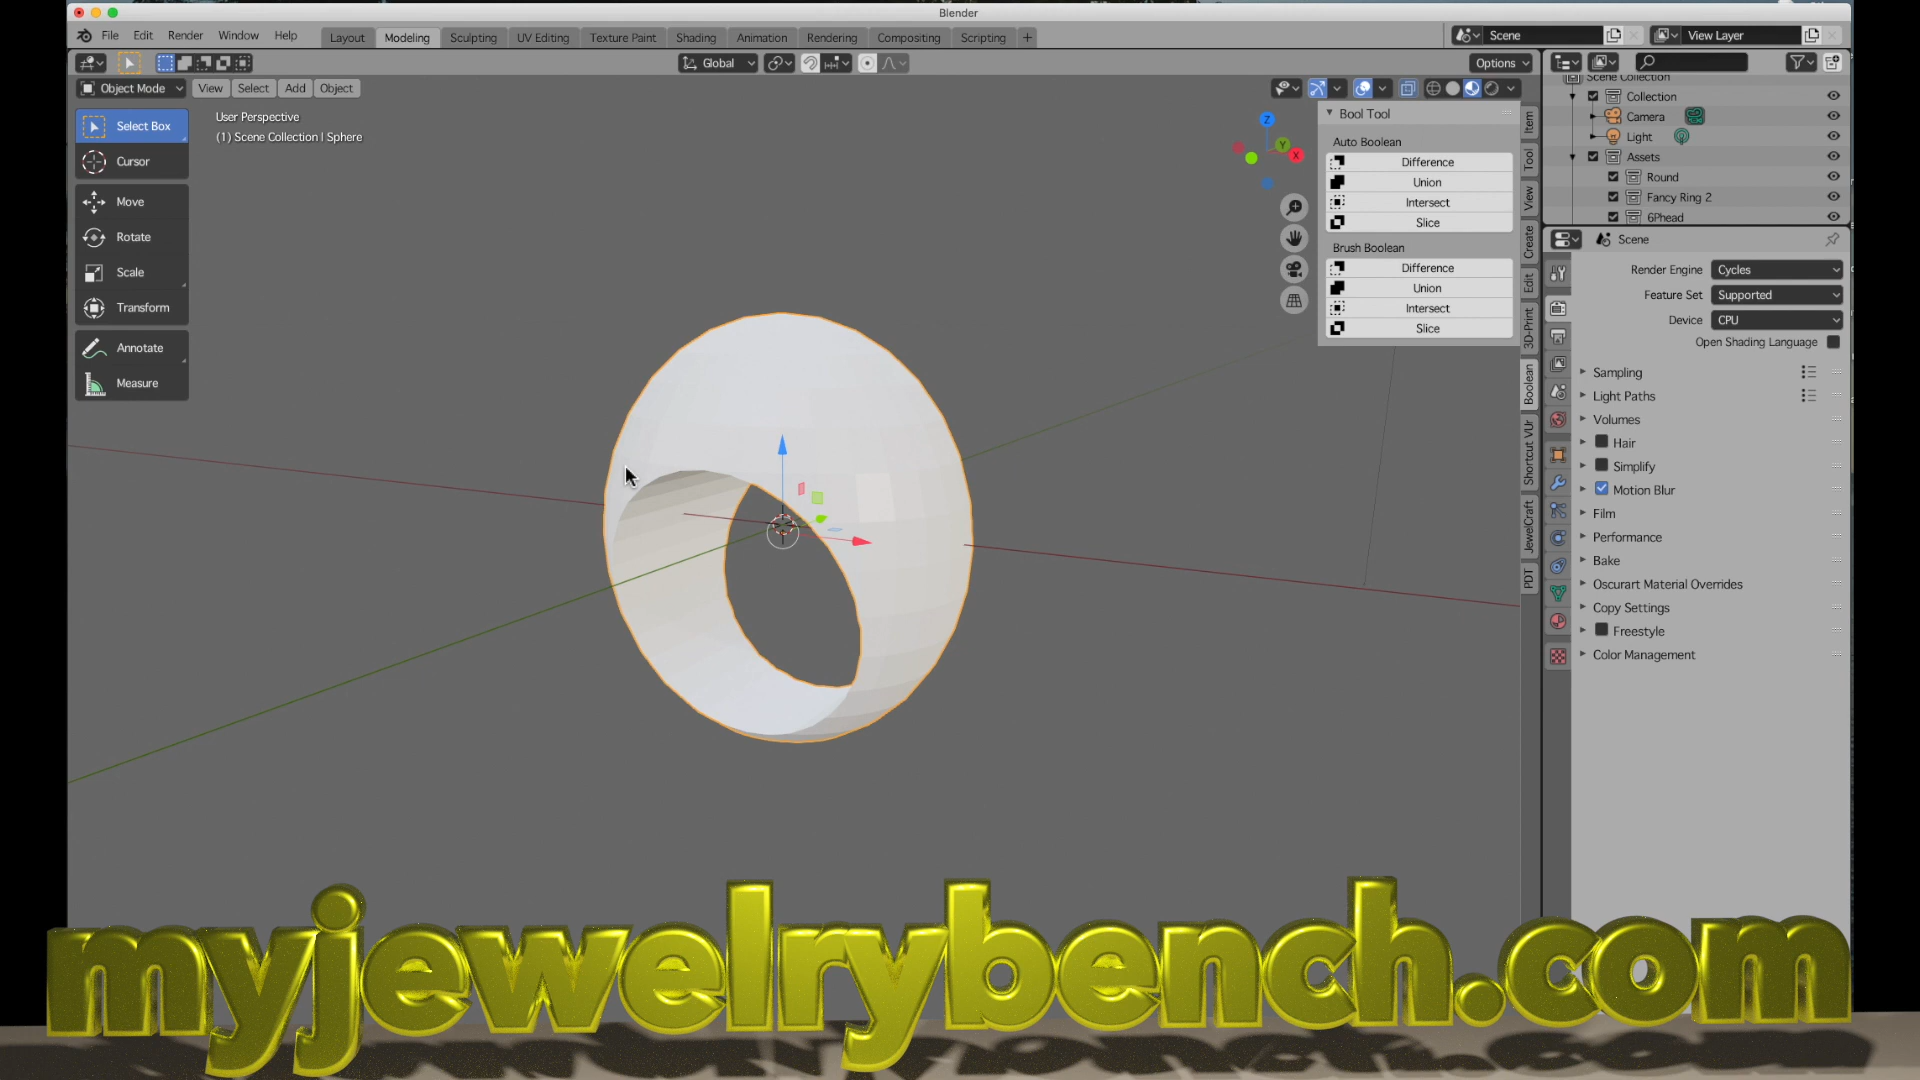 Blender
File Edit Render Window Help Layout Modeling Sculpting UV Editing Texture Paint Shading Animation Rendering Compositing Scripting + Scene View Layer
Global Options
Object Mode View Select Add Object
Select Box
Cursor
Move
Rotate
Scale
Transform
Annotate
Measure
User Perspective
(1) Scene Collection | Sphere
Z
Y
X
Bool Tool
Auto Boolean
Difference
Union
Intersect
Slice
Brush Boolean
Difference
Union
Intersect
Slice
Item
Tool
View
Create
Edit
3D-Print
Boolean
Shortcut VUr
JewelCraft
PDT
Scene Collection
Collection
Camera
Light
Assets
Round
Fancy Ring 2
6Phead
Scene
Render Engine Cycles
Feature Set Supported
Device CPU
Open Shading Language
Sampling
Light Paths
Volumes
Hair
Simplify
Motion Blur
Film
Performance
Bake
Oscurart Material Overrides
Copy Settings
Freestyle
Color Management
myjewelrybench.com